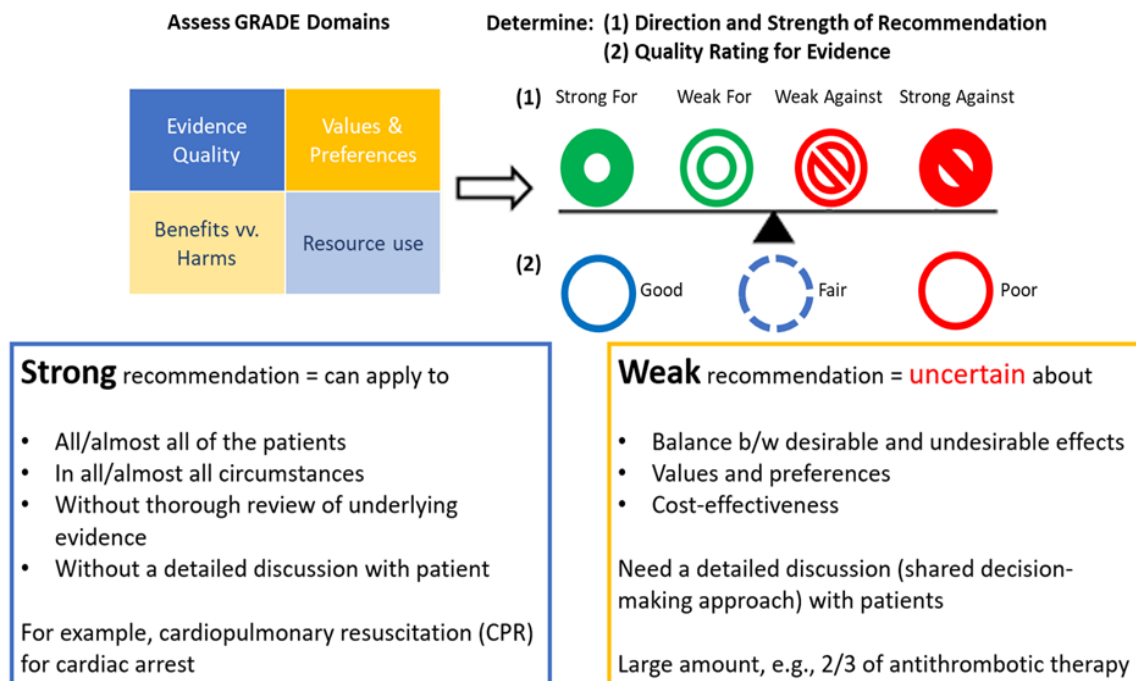 Assess GRADE Domains
Determine: (1) Direction and Strength of Recommendation
(2) Quality Rating for Evidence
Evidence
Quality
Values &
Preferences
Benefits vv.
Harms
Resource use
(1)
Strong For
Weak For
Weak Against
Strong Against
(2)
Good
Fair
Poor
Strong recommendation = can apply to
• All/almost all of the patients
• In all/almost all circumstances
• Without thorough review of underlying
evidence
• Without a detailed discussion with patient
For example, cardiopulmonary resuscitation (CPR)
for cardiac arrest
Weak recommendation = uncertain about
• Balance b/w desirable and undesirable effects
• Values and preferences
• Cost-effectiveness
Need a detailed discussion (shared decision-
making approach) with patients
Large amount, e.g., 2/3 of antithrombotic therapy